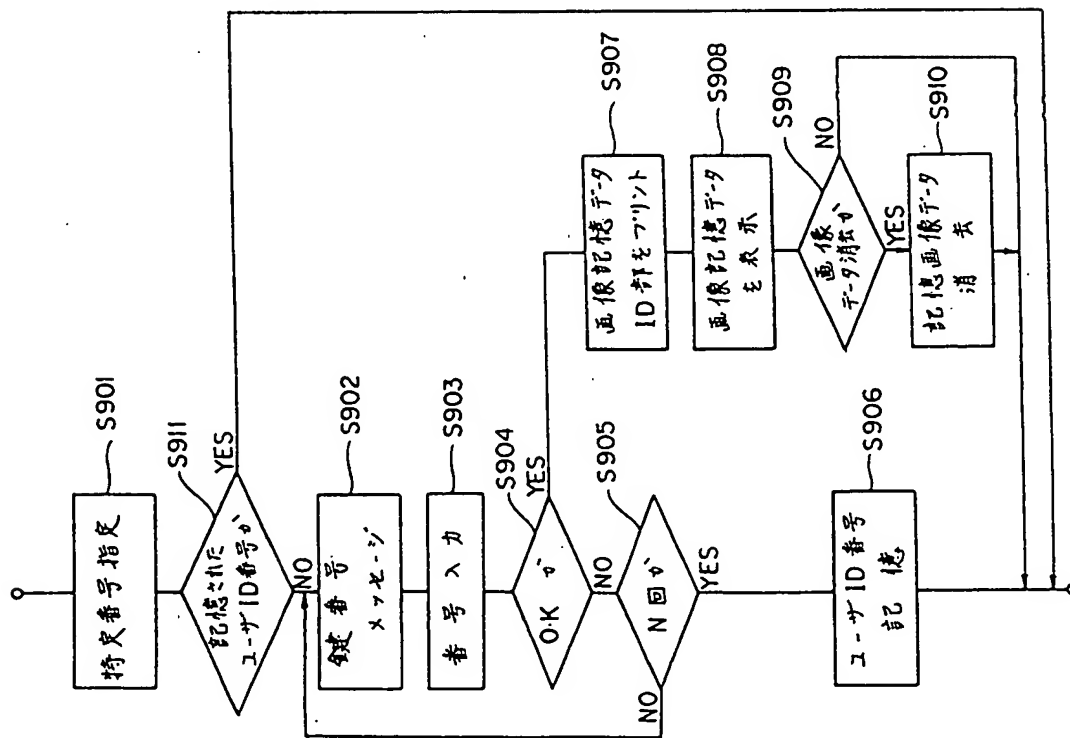 特定番号指定
S901
記憶された
ユーザID番号か
S911
YES
NO
鍵番号
メッセージ
S902
番号入力
S903
O・Kか
S904
YES
NO
N回か
S905
NO
YES
ユーザID番号
記憶
S906
画像記憶データ
ID部をプリント
S907
画像記憶データ
を表示
S908
画像
データ消去か
S909
NO
YES
記憶画像データ
消去
S910